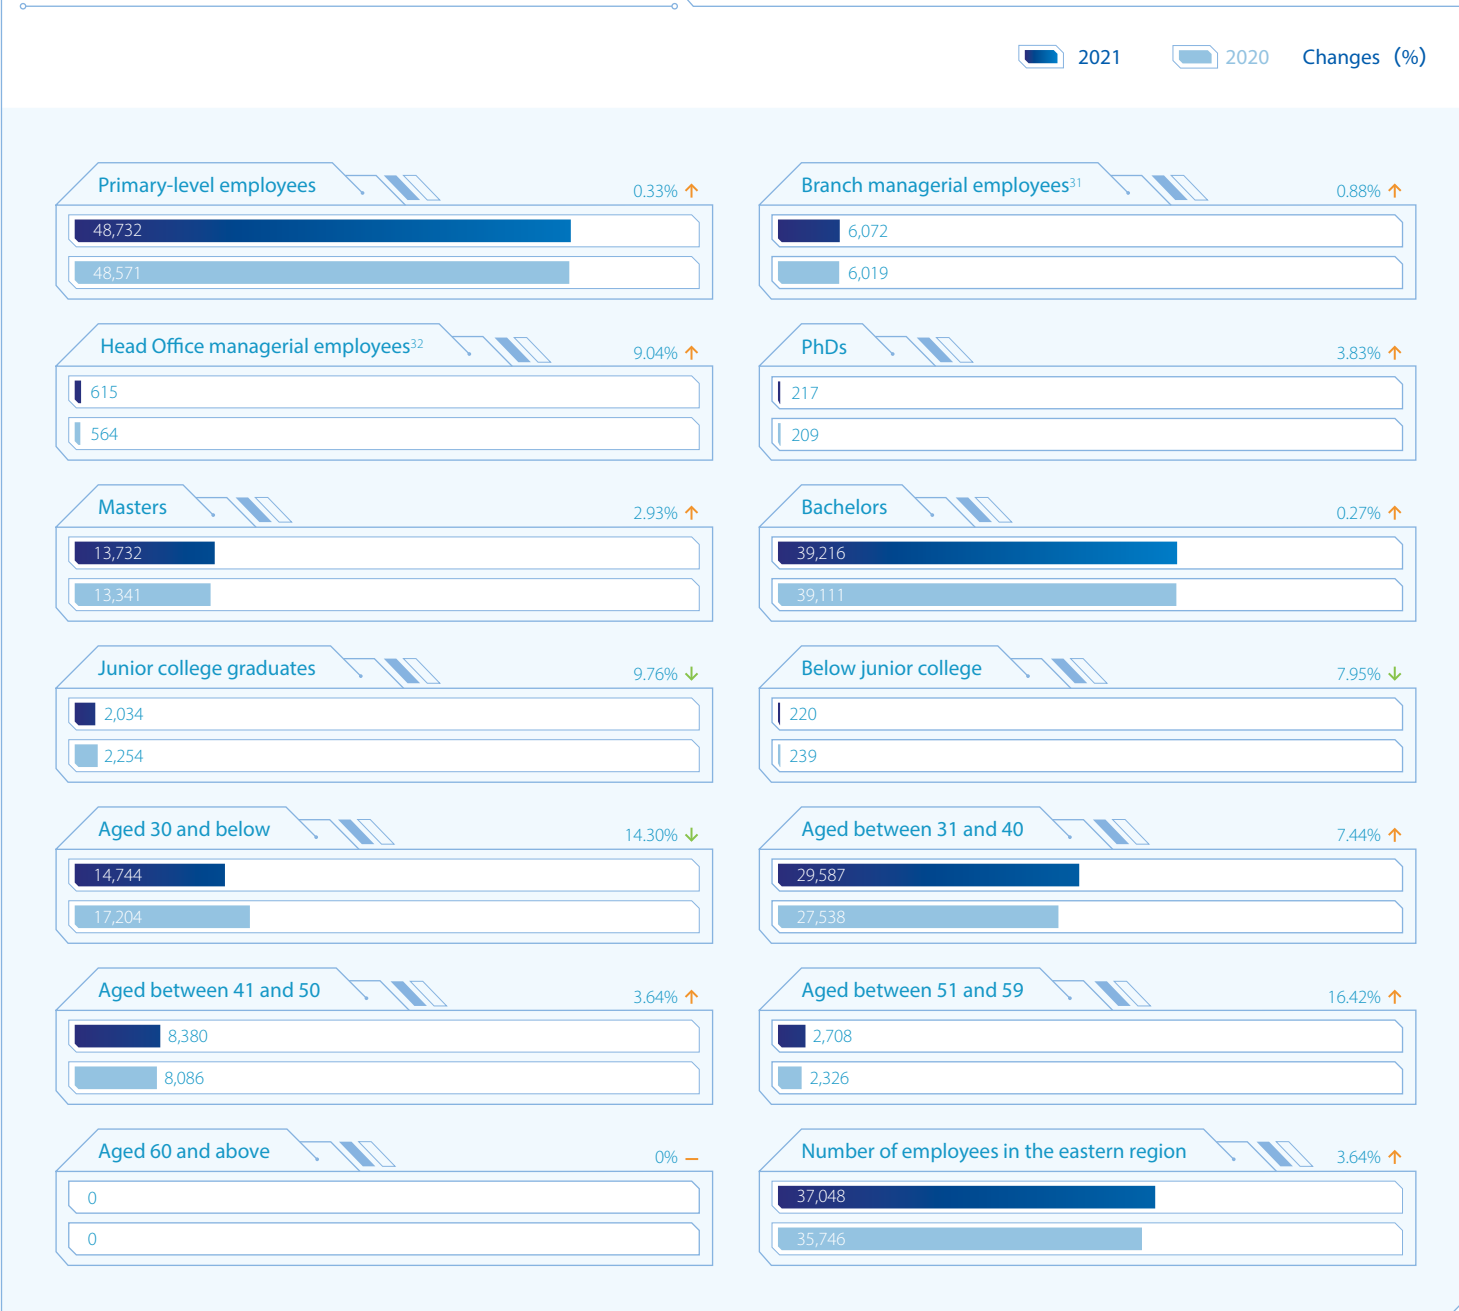 2021 2020 Changes (%)
Primary-level employees 0.33%
48,732
48,571
Branch managerial employees31 0.88%
6,072
6,019
Head Office managerial employees32 9.04%
615
564
PhDs 3.83%
217
209
Masters 2.93%
13,732
13,341
Bachelors 0.27%
39,216
39,111
Junior college graduates 9.76%
2,034
2,254
Below junior college 7.95%
220
239
Aged 30 and below 14.30%
14,744
17,204
Aged between 31 and 40 7.44%
29,587
27,538
Aged between 41 and 50 3.64%
8,380
8,086
Aged between 51 and 59 16.42%
2,708
2,326
Aged 60 and above 0%
0
0
Number of employees in the eastern region 3.64%
37,048
35,746